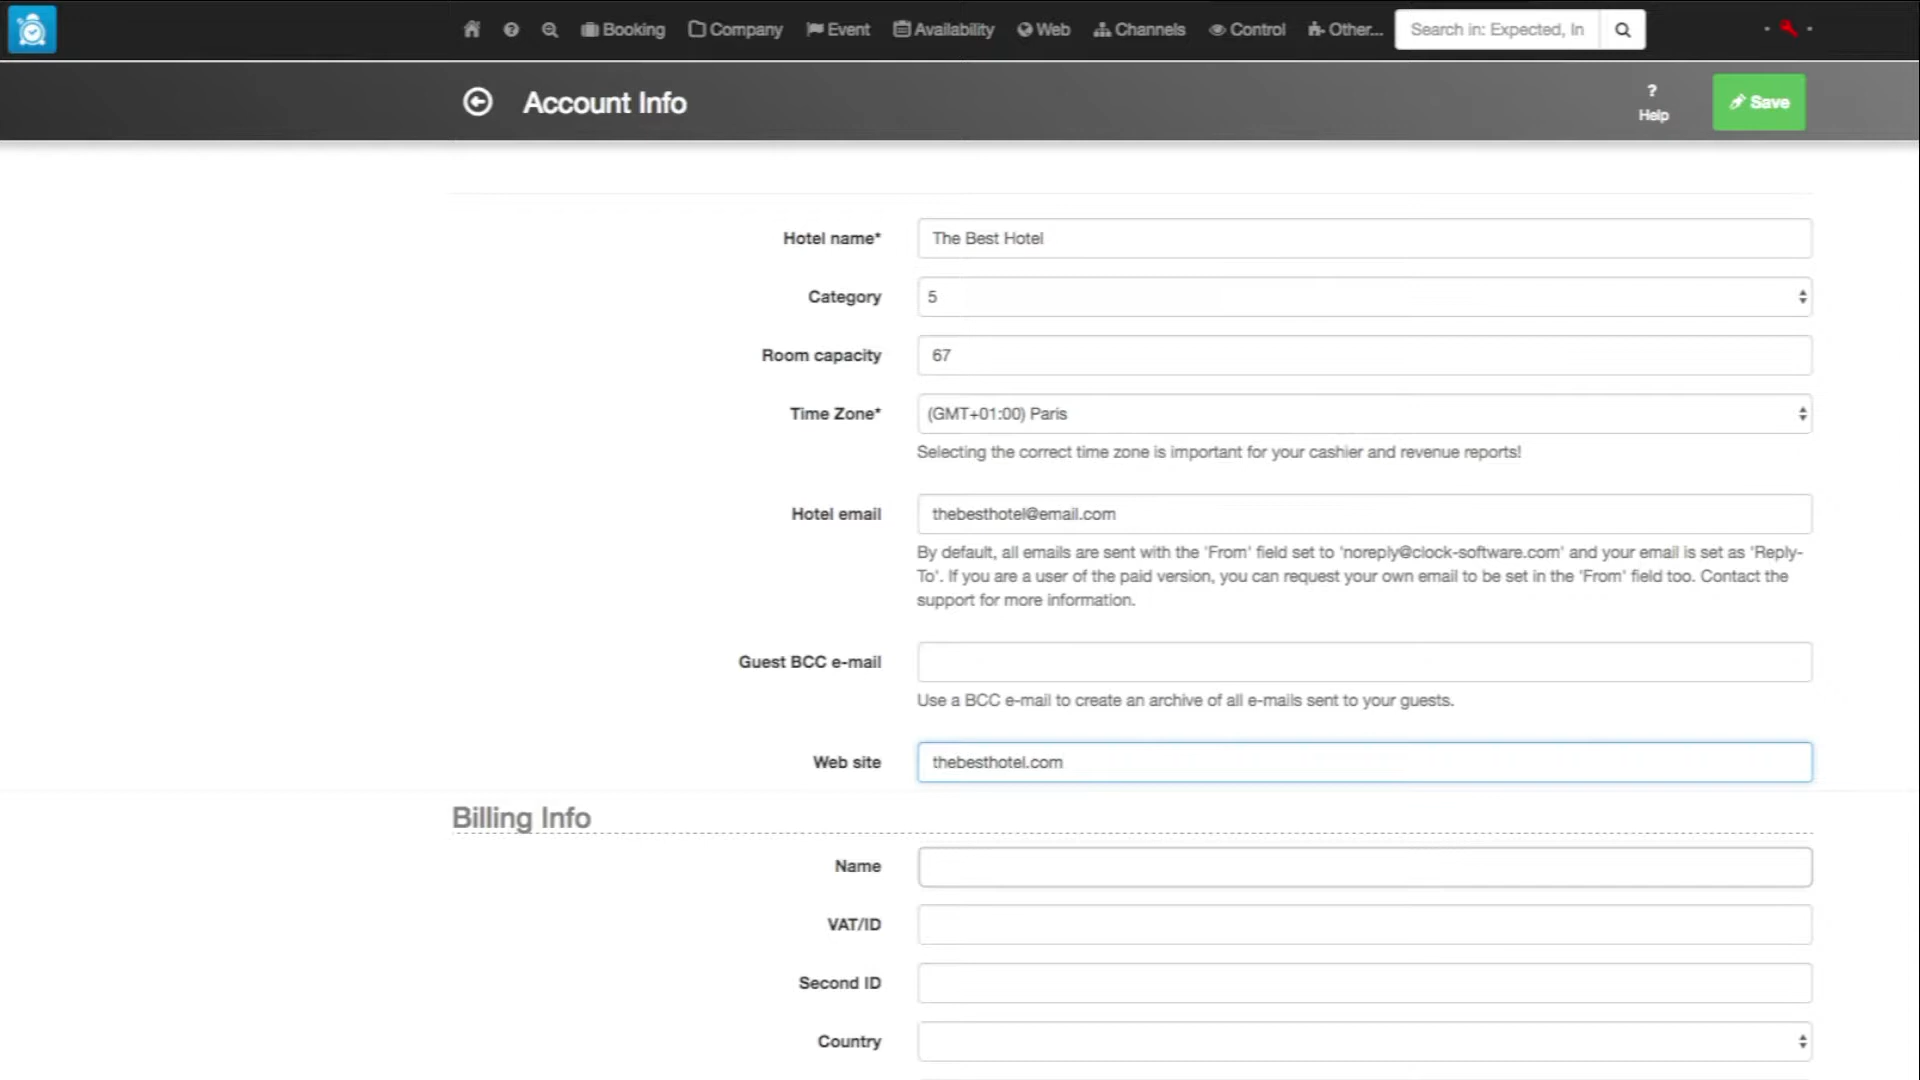 Booking Company Event Availability Web Channels Control Other... Search in: Expected, In
Account Info
? Help
Save
Hotel name* The Best Hotel
Category 5
Room capacity 67
Time Zone* (GMT+01:00) Paris
Selecting the correct time zone is important for your cashier and revenue reports!
Hotel email thebesthotel@email.com
By default, all emails are sent with the 'From' field set to 'noreply@clock-software.com' and your email is set as 'Reply-
To'. If you are a user of the paid version, you can request your own email to be set in the 'From' field too. Contact the
support for more information.
Guest BCC e-mail
Use a BCC e-mail to create an archive of all e-mails sent to your guests.
Web site thebesthotel.com
Billing Info
Name
VAT/ID
Second ID
Country